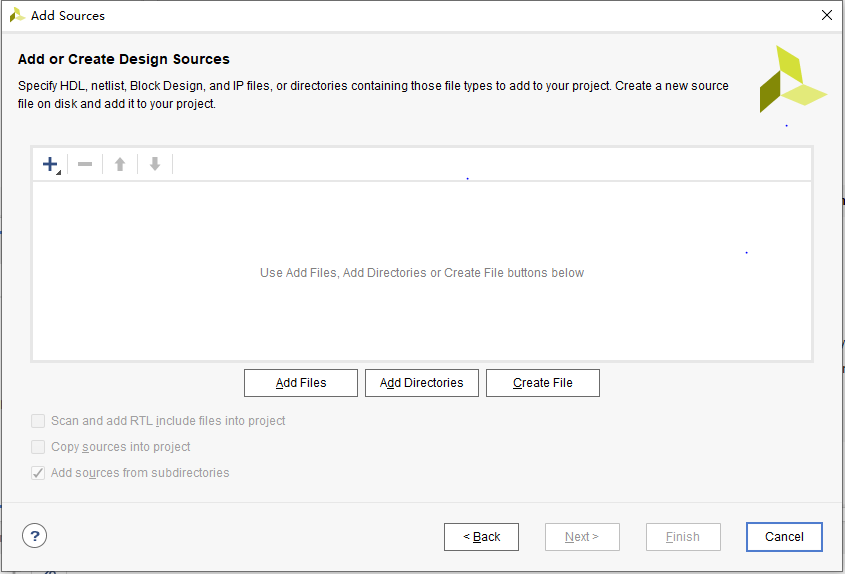 Add Sources
Add or Create Design Sources
Specify HDL, netlist, Block Design, and IP files, or directories containing those file types to add to your project. Create a new source
file on disk and add it to your project.
Use Add Files, Add Directories or Create File buttons below
Add Files
Add Directories
Create File
Scan and add RTL include files into project
Copy sources into project
Add sources from subdirectories
?
< Back
Next >
Finish
Cancel